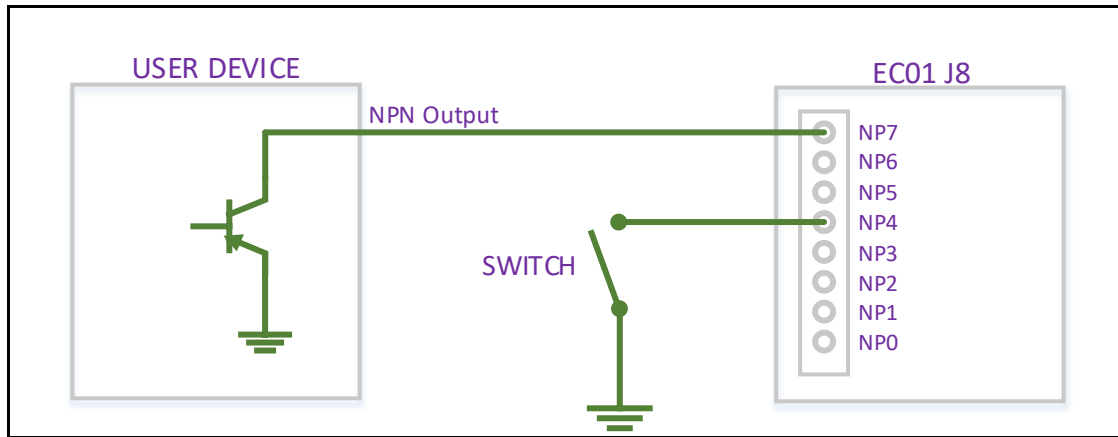 USER DEVICE
EC01 J8
NPN Output
NP7
NP6
NP5
NP4
SWITCH
NP3
NP2
NP1
NP0